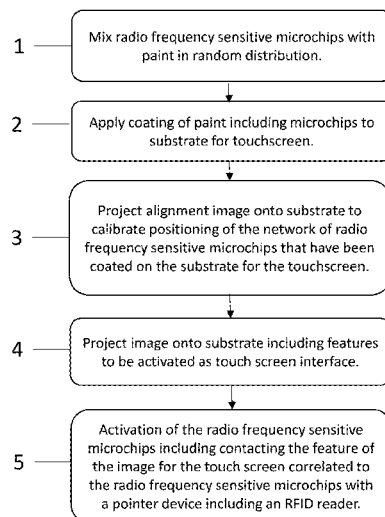 1
Mix radio frequency sensitive microchips with
paint in random distribution.
2
Apply coating of paint including microchips to
substrate for touchscreen.
3
Project alignment image onto substrate to
calibrate positioning of the network of radio
frequency sensitive microchips that have been
coated on the substrate for the touchscreen.
4
Project image onto substrate including features
to be activated as touch screen interface.
5
Activation of the radio frequency sensitive
microchips including contacting the feature of
the image for the touch screen correlated to
the radio frequency sensitive microchips with
a pointer device including an RFID reader.